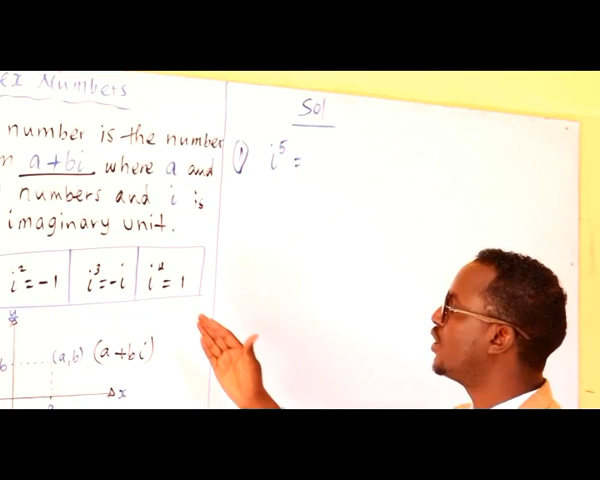 ex Numbers
number is the number
a+bi where a and
numbers and i is
imaginary unit.
i²=-1 i³=-i i⁴=1
y
b (a,b) (a+bi)
x
Sol
① i⁵=